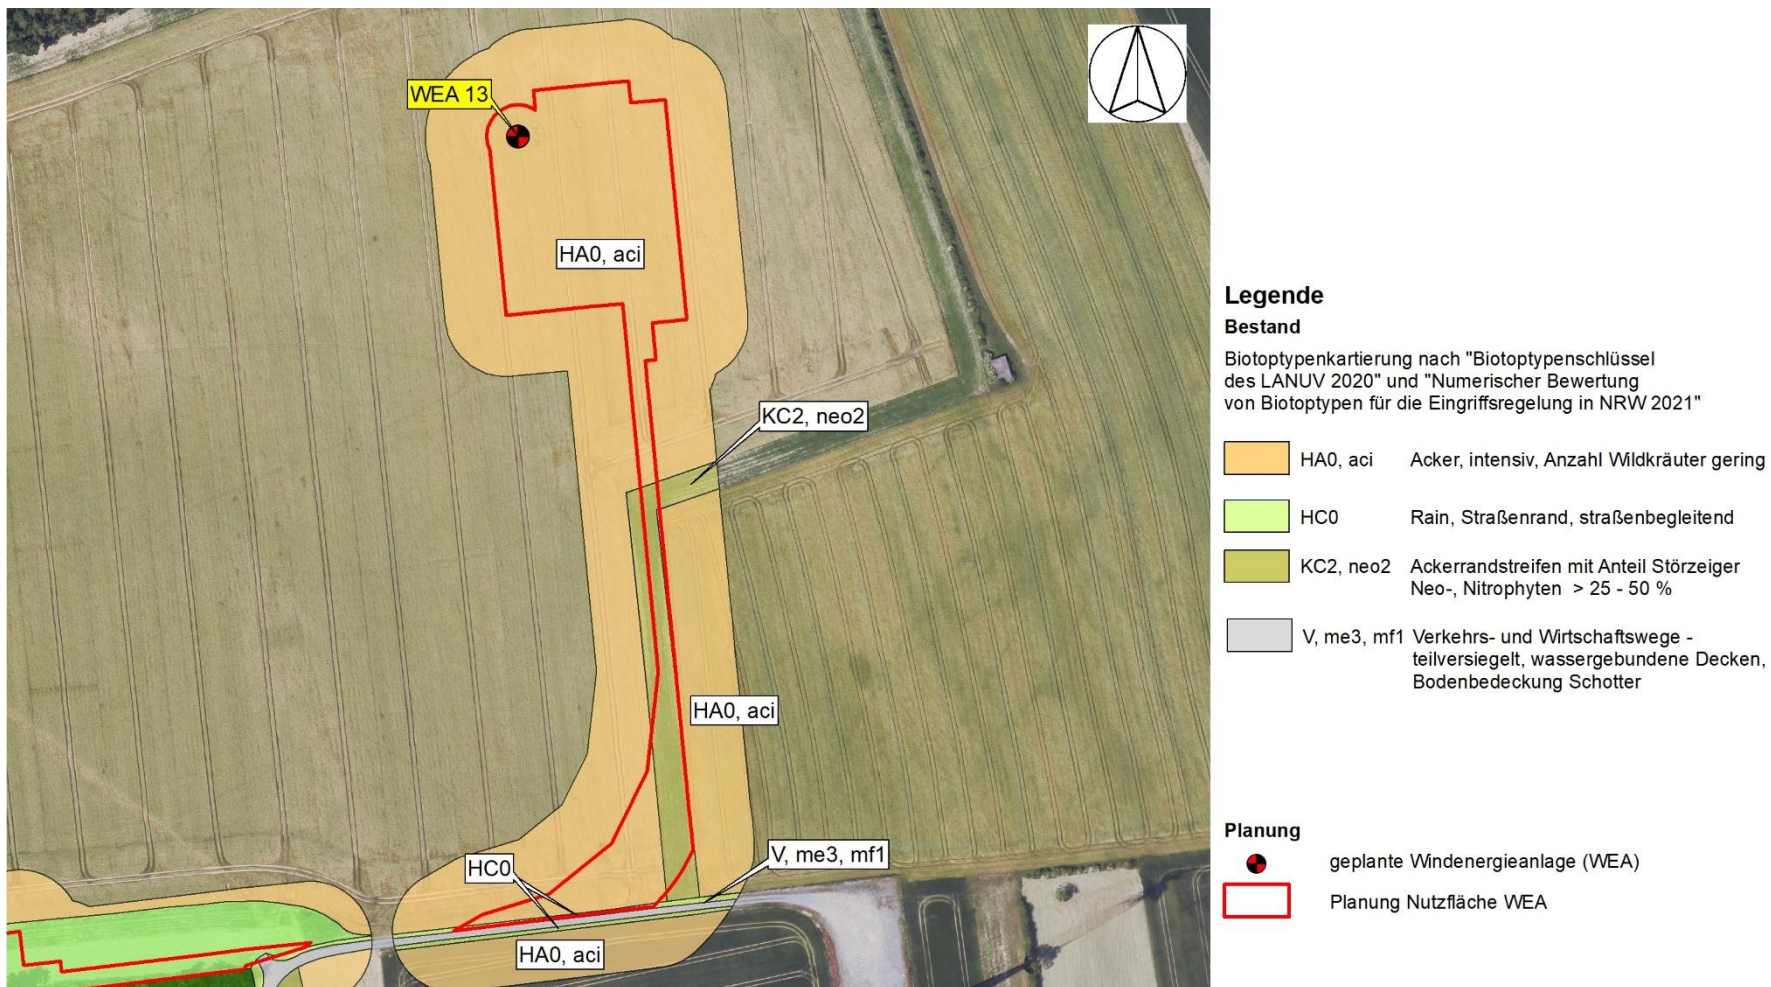 WEA 13
HA0, aci
KC2, neo2
HA0, aci
V, me3, mf1
HC0
HA0, aci
Legende
Bestand
Biotoptypenkartierung nach "Biotoptypenschlüssel
des LANUV 2020" und "Numerischer Bewertung
von Biotoptypen für die Eingriffsregelung in NRW 2021"
HA0, aci Acker, intensiv, Anzahl Wildkräuter gering
HC0 Rain, Straßenrand, straßenbegleitend
KC2, neo2 Ackerrandstreifen mit Anteil Störzeiger
Neo-, Nitrophyten > 25 - 50 %
V, me3, mf1 Verkehrs- und Wirtschaftswege -
teilversiegelt, wassergebundene Decken,
Bodenbedeckung Schotter
Planung
geplante Windenergieanlage (WEA)
Planung Nutzfläche WEA